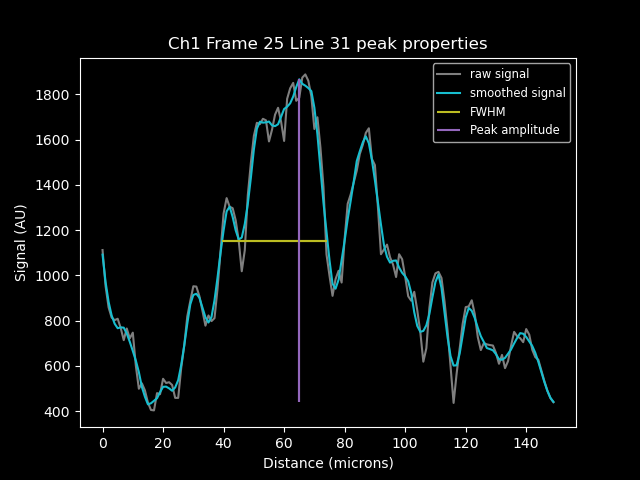 Ch1 Frame 25 Line 31 peak properties
raw signal
smoothed signal
FWHM
Peak amplitude
Signal (AU)
1800
1600
1400
1200
1000
800
600
400
0 20 40 60 80 100 120 140
Distance (microns)